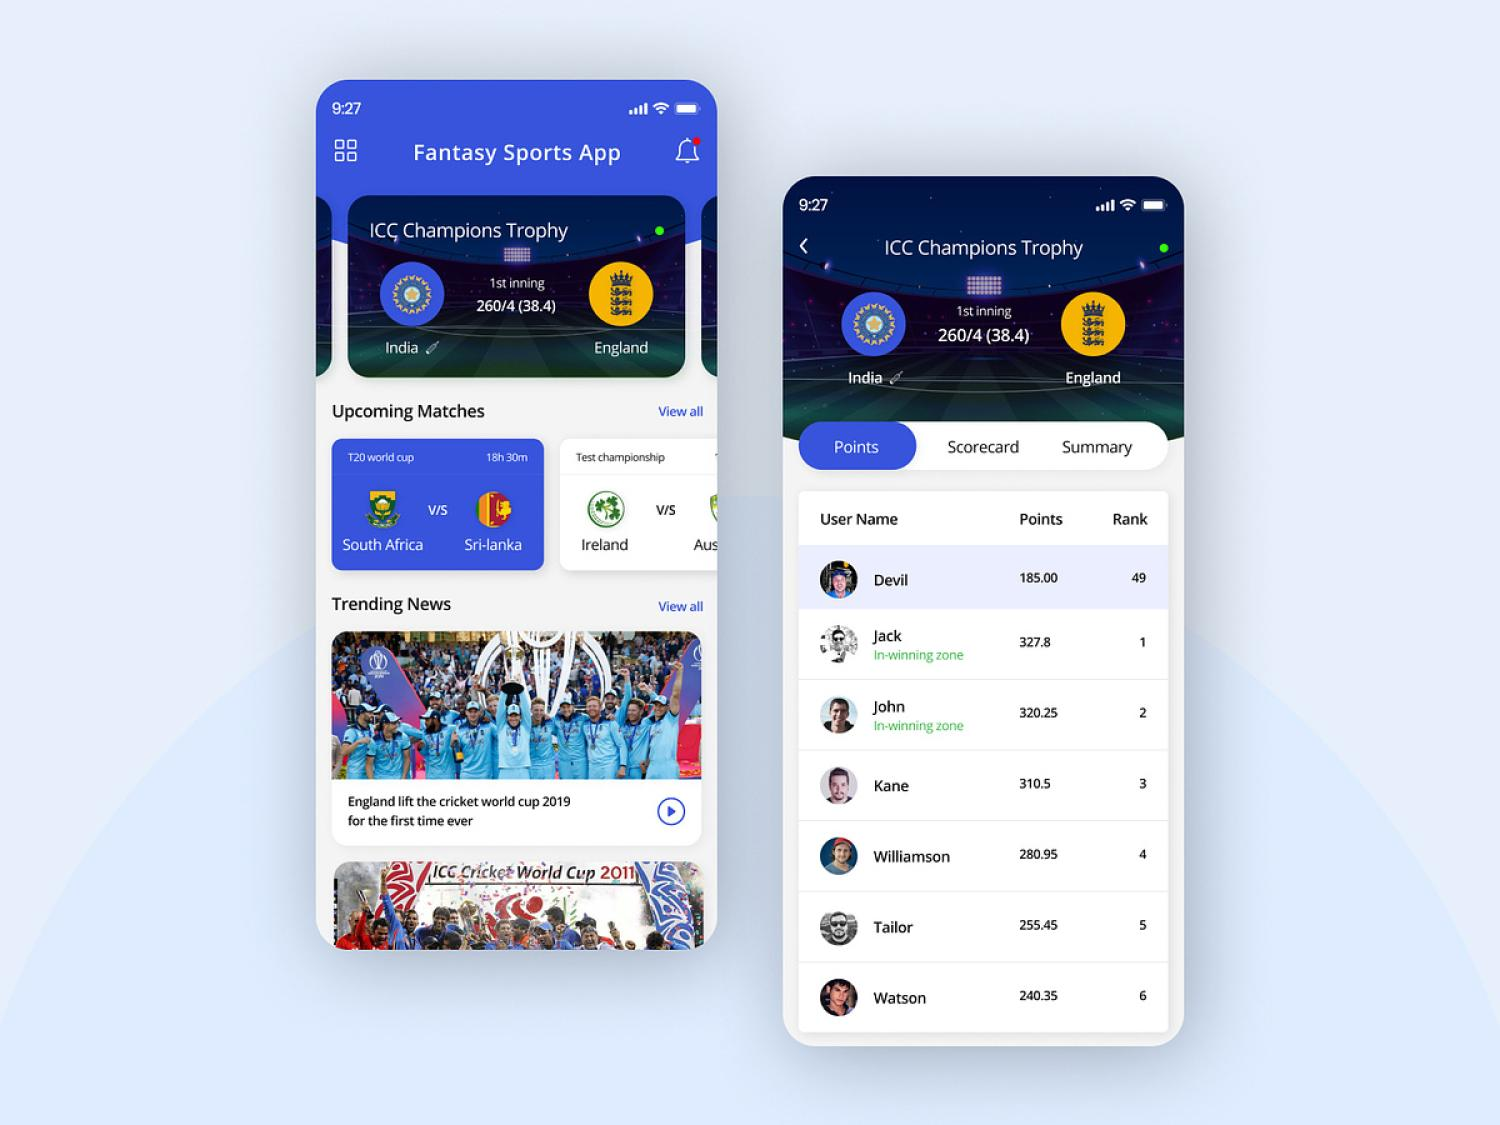 9:27
Fantasy Sports App
ICC Champions Trophy
1st inning
260/4 (38.4)
India
England
Upcoming Matches
View all
T20 world cup
18h 30m
South Africa
V/S
Sri-lanka
Test championship
Ireland
V/S
Aus
Trending News
View all
England lift the cricket world cup 2019
for the first time ever
ICC Cricket World Cup 2011
9:27
ICC Champions Trophy
1st inning
260/4 (38.4)
India
England
Points
Scorecard
Summary
User Name
Points
Rank
Devil
185.00
49
Jack
In-winning zone
327.8
1
John
In-winning zone
320.25
2
Kane
310.5
3
Williamson
280.95
4
Tailor
255.45
5
Watson
240.35
6